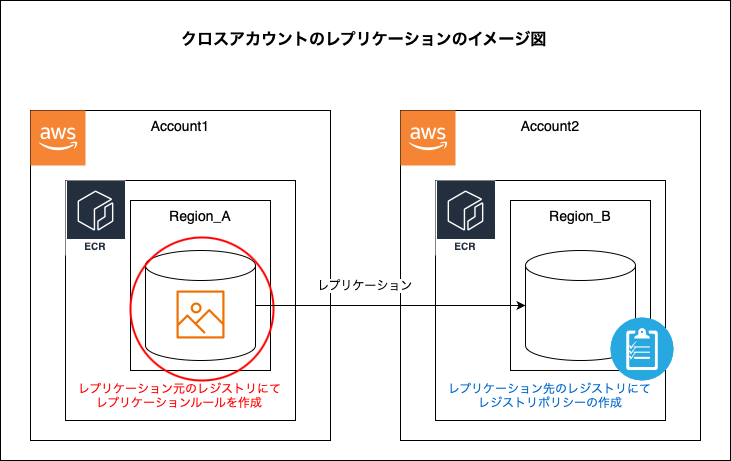 クロスアカウントのレプリケーションのイメージ図
aws
Account1
ECR
Region_A
レプリケーション元のレジストリにて
レプリケーションルールを作成
レプリケーション
aws
Account2
ECR
Region_B
レプリケーション先のレジストリにて
レジストリポリシーの作成